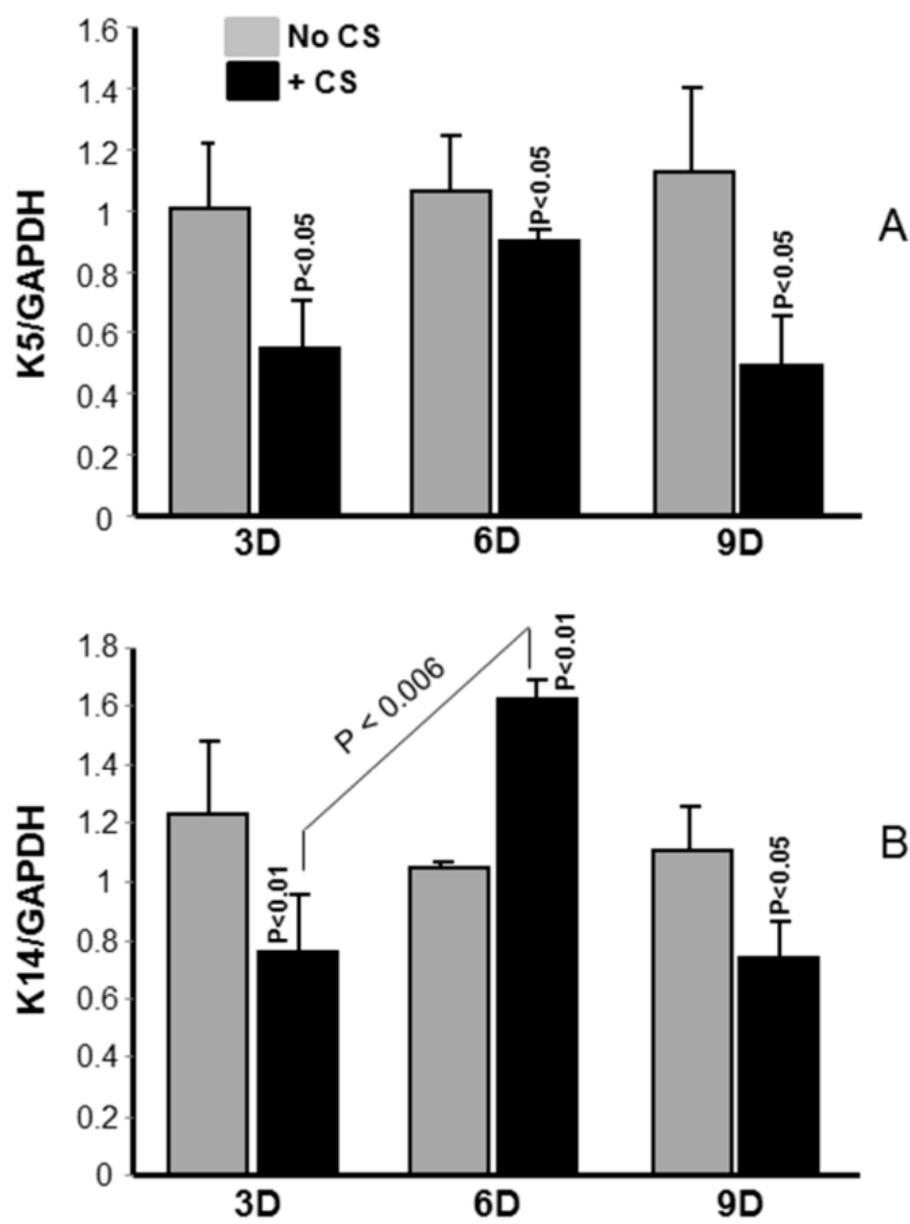 1.6
No CS
+ CS
1.4
1.2
1
0.8
0.6
0.4
0.2
0
K5/GAPDH
P<0.05
P<0.05
P<0.05
A
3D 6D 9D
1.8
1.6
1.4
1.2
1
0.8
0.6
0.4
0.2
0
K14/GAPDH
P<0.01
P < 0.006
P<0.01
P<0.05
B
3D 6D 9D